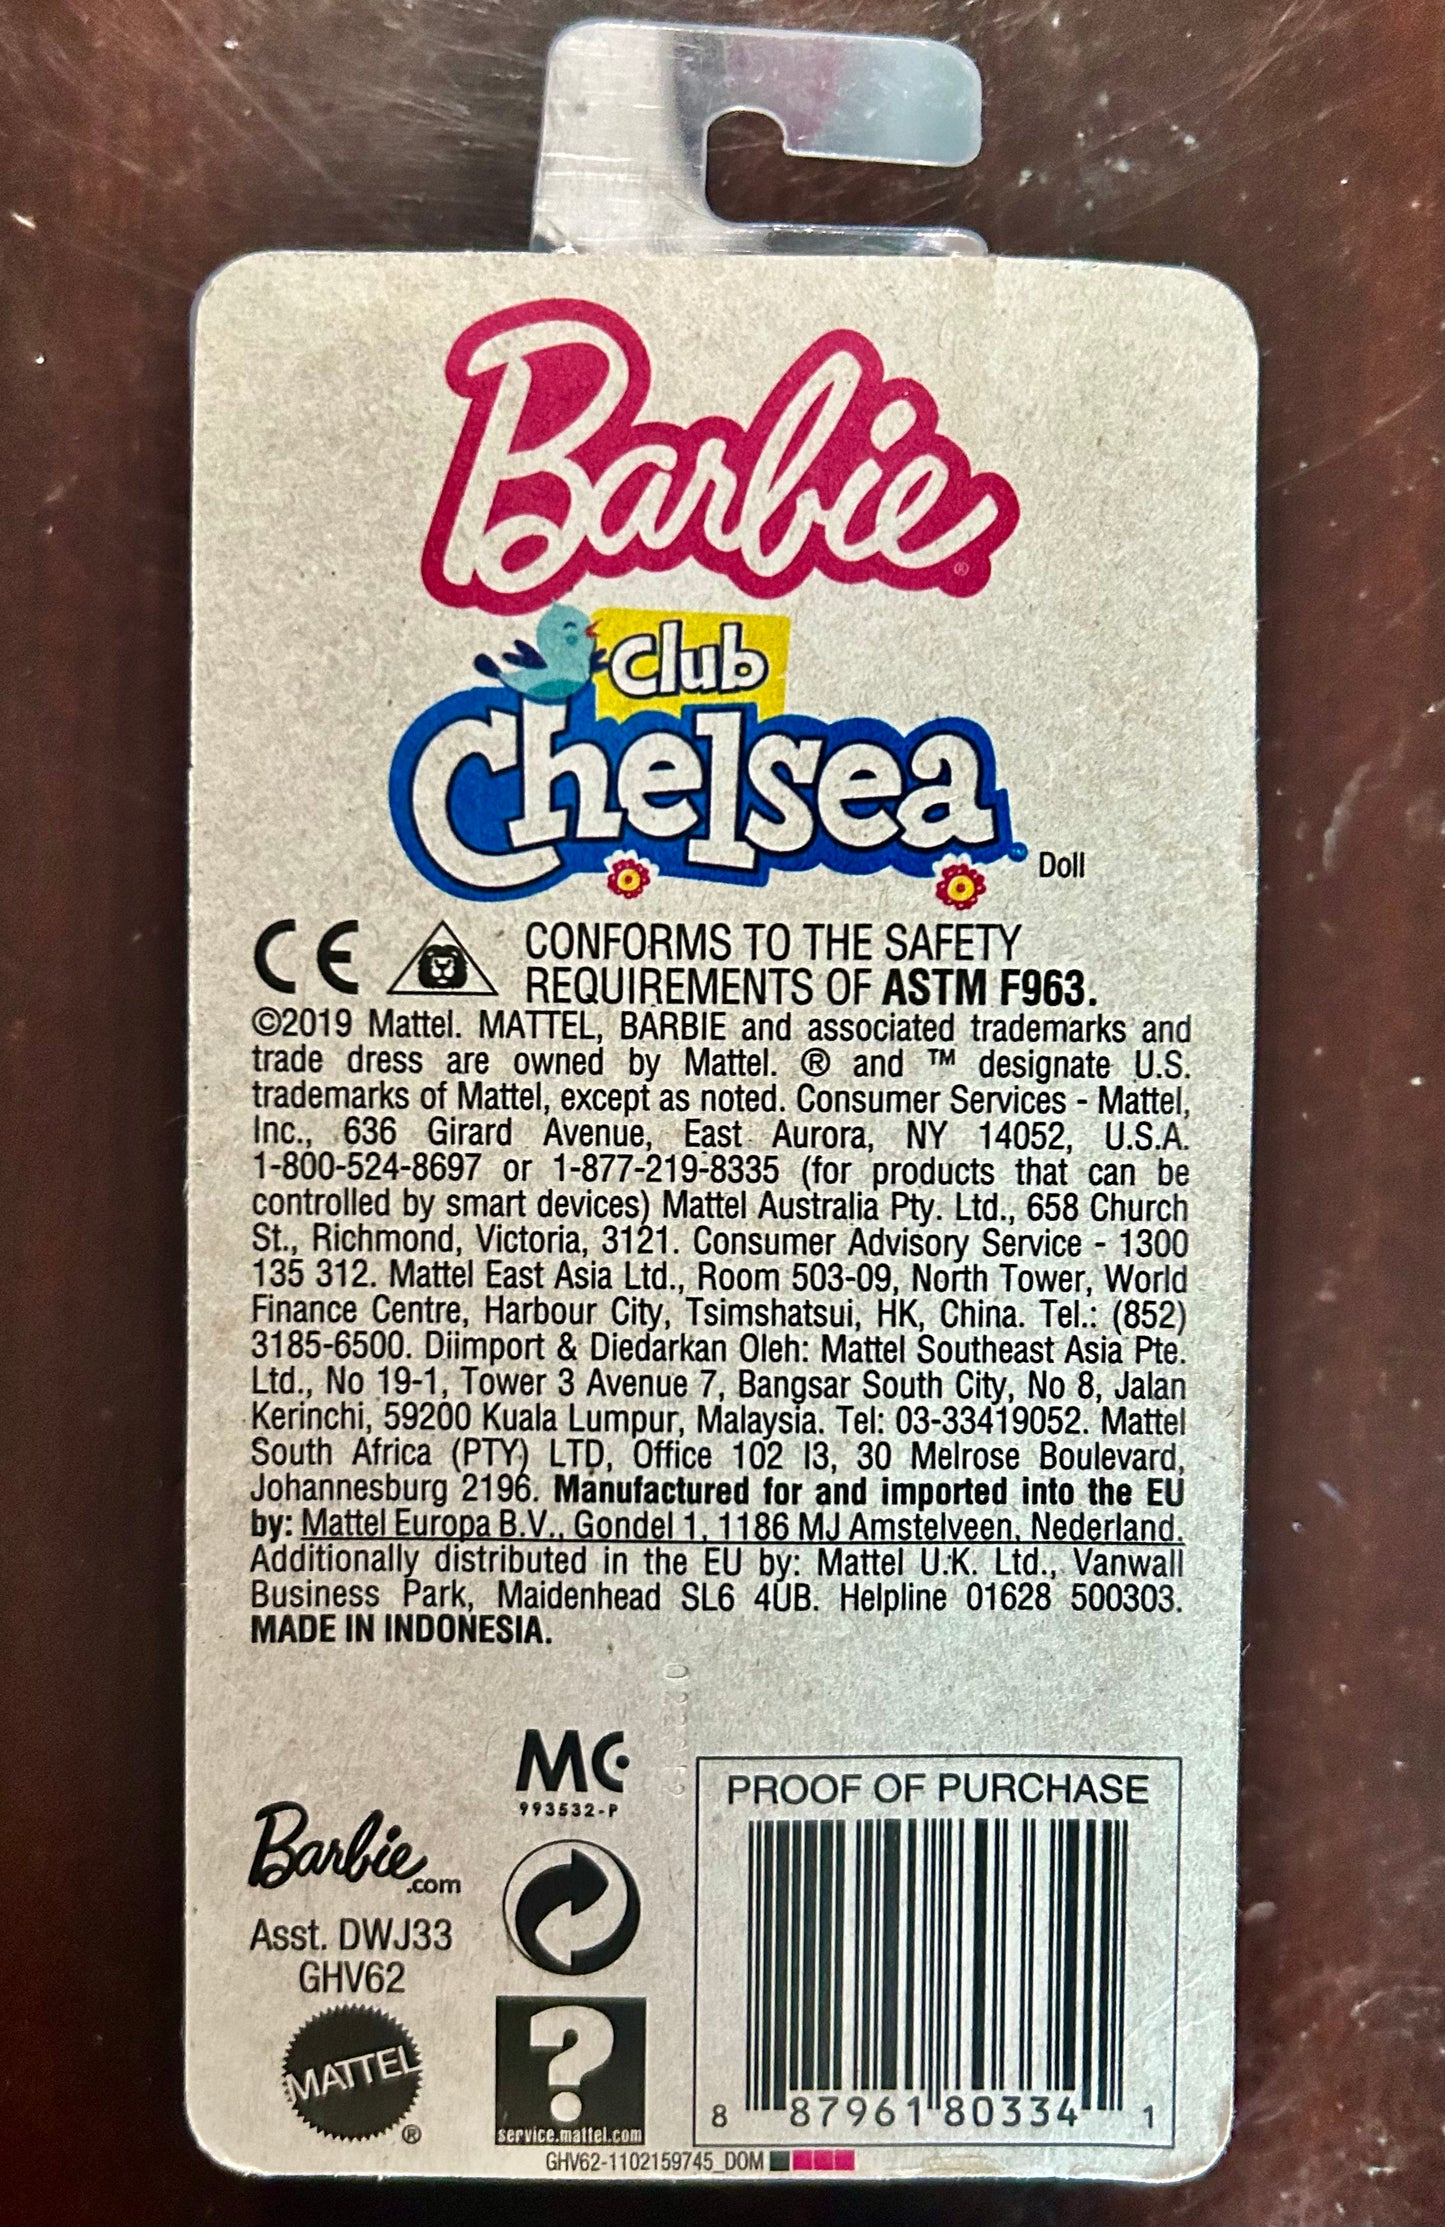 Barbie®
Club
Chelsea™ Doll
CE CONFORMS TO THE SAFETY
REQUIREMENTS OF ASTM F963.
©2019 Mattel. MATTEL, BARBIE and associated trademarks and
trade dress are owned by Mattel. ® and ™ designate U.S.
trademarks of Mattel, except as noted. Consumer Services - Mattel,
Inc., 636 Girard Avenue, East Aurora, NY 14052, U.S.A.
1-800-524-8697 or 1-877-219-8335 (for products that can be
controlled by smart devices) Mattel Australia Pty. Ltd., 658 Church
St., Richmond, Victoria, 3121. Consumer Advisory Service - 1300
135 312. Mattel East Asia Ltd., Room 503-09, North Tower, World
Finance Centre, Harbour City, Tsimshatsui, HK, China. Tel.: (852)
3185-6500. Diimport & Diedarkan Oleh: Mattel Southeast Asia Pte.
Ltd., No 19-1, Tower 3 Avenue 7, Bangsar South City, No 8, Jalan
Kerinchi, 59200 Kuala Lumpur, Malaysia. Tel: 03-33419052. Mattel
South Africa (PTY) LTD, Office 102 I3, 30 Melrose Boulevard,
Johannesburg 2196. Manufactured for and imported into the EU
by: Mattel Europa B.V., Gondel 1, 1186 MJ Amstelveen, Nederland.
Additionally distributed in the EU by: Mattel U.K. Ltd., Vanwall
Business Park, Maidenhead SL6 4UB. Helpline 01628 500303.
MADE IN INDONESIA.
MC
993532-P
Barbie.com
Asst. DWJ33
GHV62
MATTEL®
?
service.mattel.com
PROOF OF PURCHASE
8 87961 80334 1
GHV62-1102159745_DOM